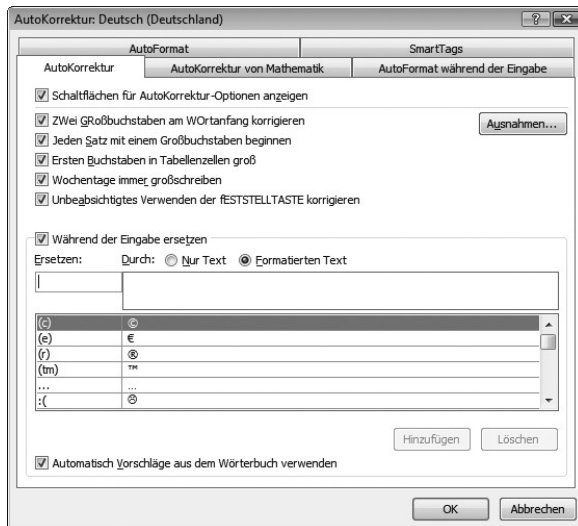 AutoKorrektur: Deutsch (Deutschland)
AutoFormat SmartTags
AutoKorrektur AutoKorrektur von Mathematik AutoFormat während der Eingabe
Schaltflächen für AutoKorrektur-Optionen anzeigen
ZWei GRoßbuchstaben am WOrtanfang korrigieren
Ausnahmen...
Jeden Satz mit einem Großbuchstaben beginnen
Ersten Buchstaben in Tabellenzellen groß
Wochentage immer großschreiben
Unbeabsichtigtes Verwenden der fESTSTELLTASTE korrigieren
Während der Eingabe ersetzen
Ersetzen: Durch: Nur Text Formatierten Text
(c) ©
(e) €
(r) ®
(tm) ™
... ...
:( ☹
Hinzufügen Löschen
Automatisch Vorschläge aus dem Wörterbuch verwenden
OK Abbrechen